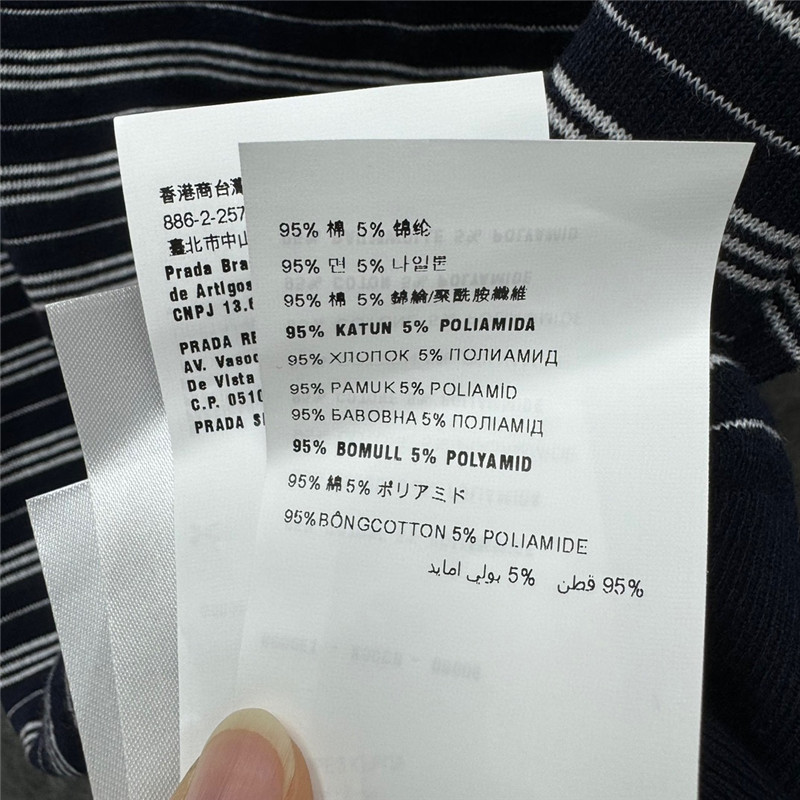 香港商台灣
886-2-257
臺北市中山
Prada Bra
de Artigos
CNPJ 13.6
PRADA RE
AV. Vasco
De Vista
C.P. 0510
PRADA S
95% 棉 5% 锦纶
95% 면 5% 나일론
95% 棉 5% 錦綸/聚酰胺纖維
95% KATUN 5% POLIAMIDA
95% ХЛОПОК 5% ПОЛИАМИД
95% PAMUK 5% POLİAMİD
95% БАВОВНА 5% ПОЛІАМІД
95% BOMULL 5% POLYAMID
95% 綿 5% ポリアミド
95% BÔNGCOTTON 5% POLIAMIDE
95% قطن 5% بولي امايد